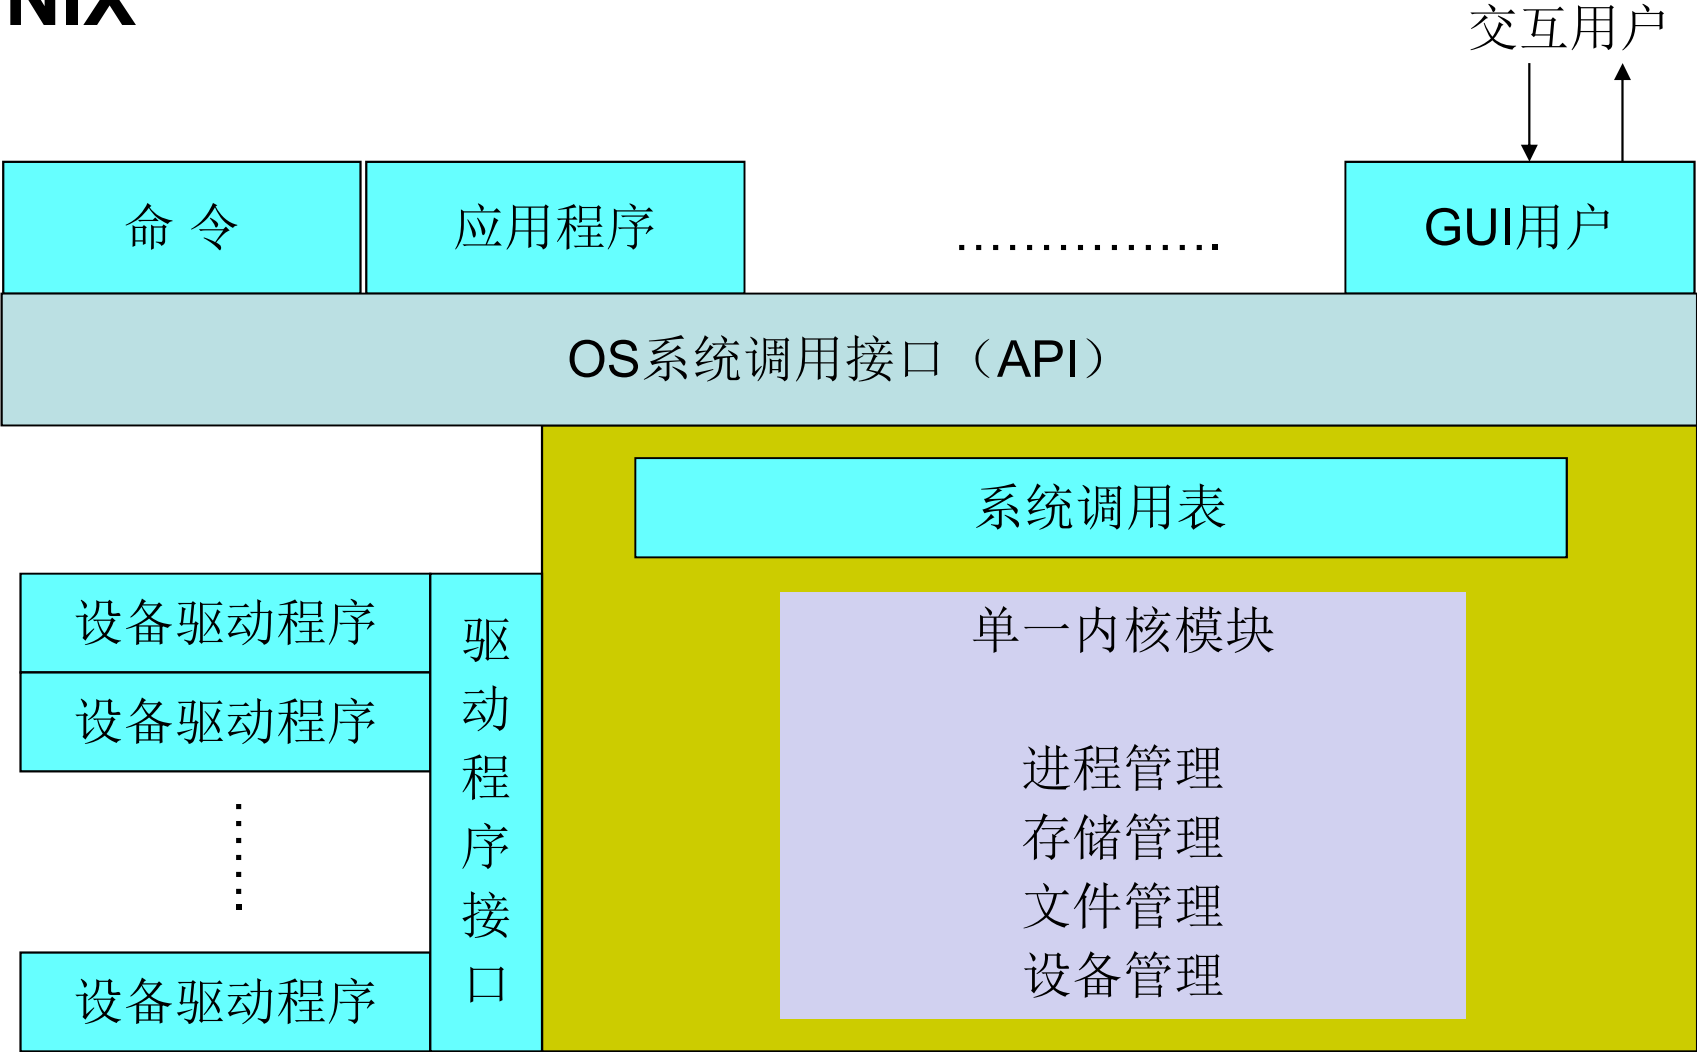 NIX
交互用户
命 令
应用程序
................
GUI用户
OS系统调用接口（API）
系统调用表
设备驱动程序
设备驱动程序
.......
设备驱动程序
驱动程序接口
单一内核模块
进程管理
存储管理
文件管理
设备管理